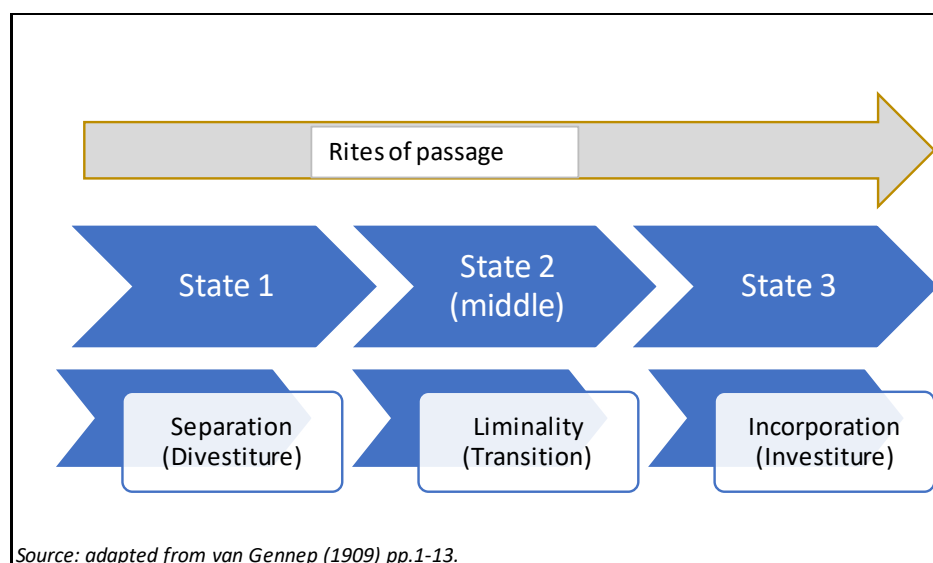 Rites of passage
State 1
State 2
(middle)
State 3
Separation
(Divestiture)
Liminality
(Transition)
Incorporation
(Investiture)
Source: adapted from van Gennep (1909) pp.1-13.